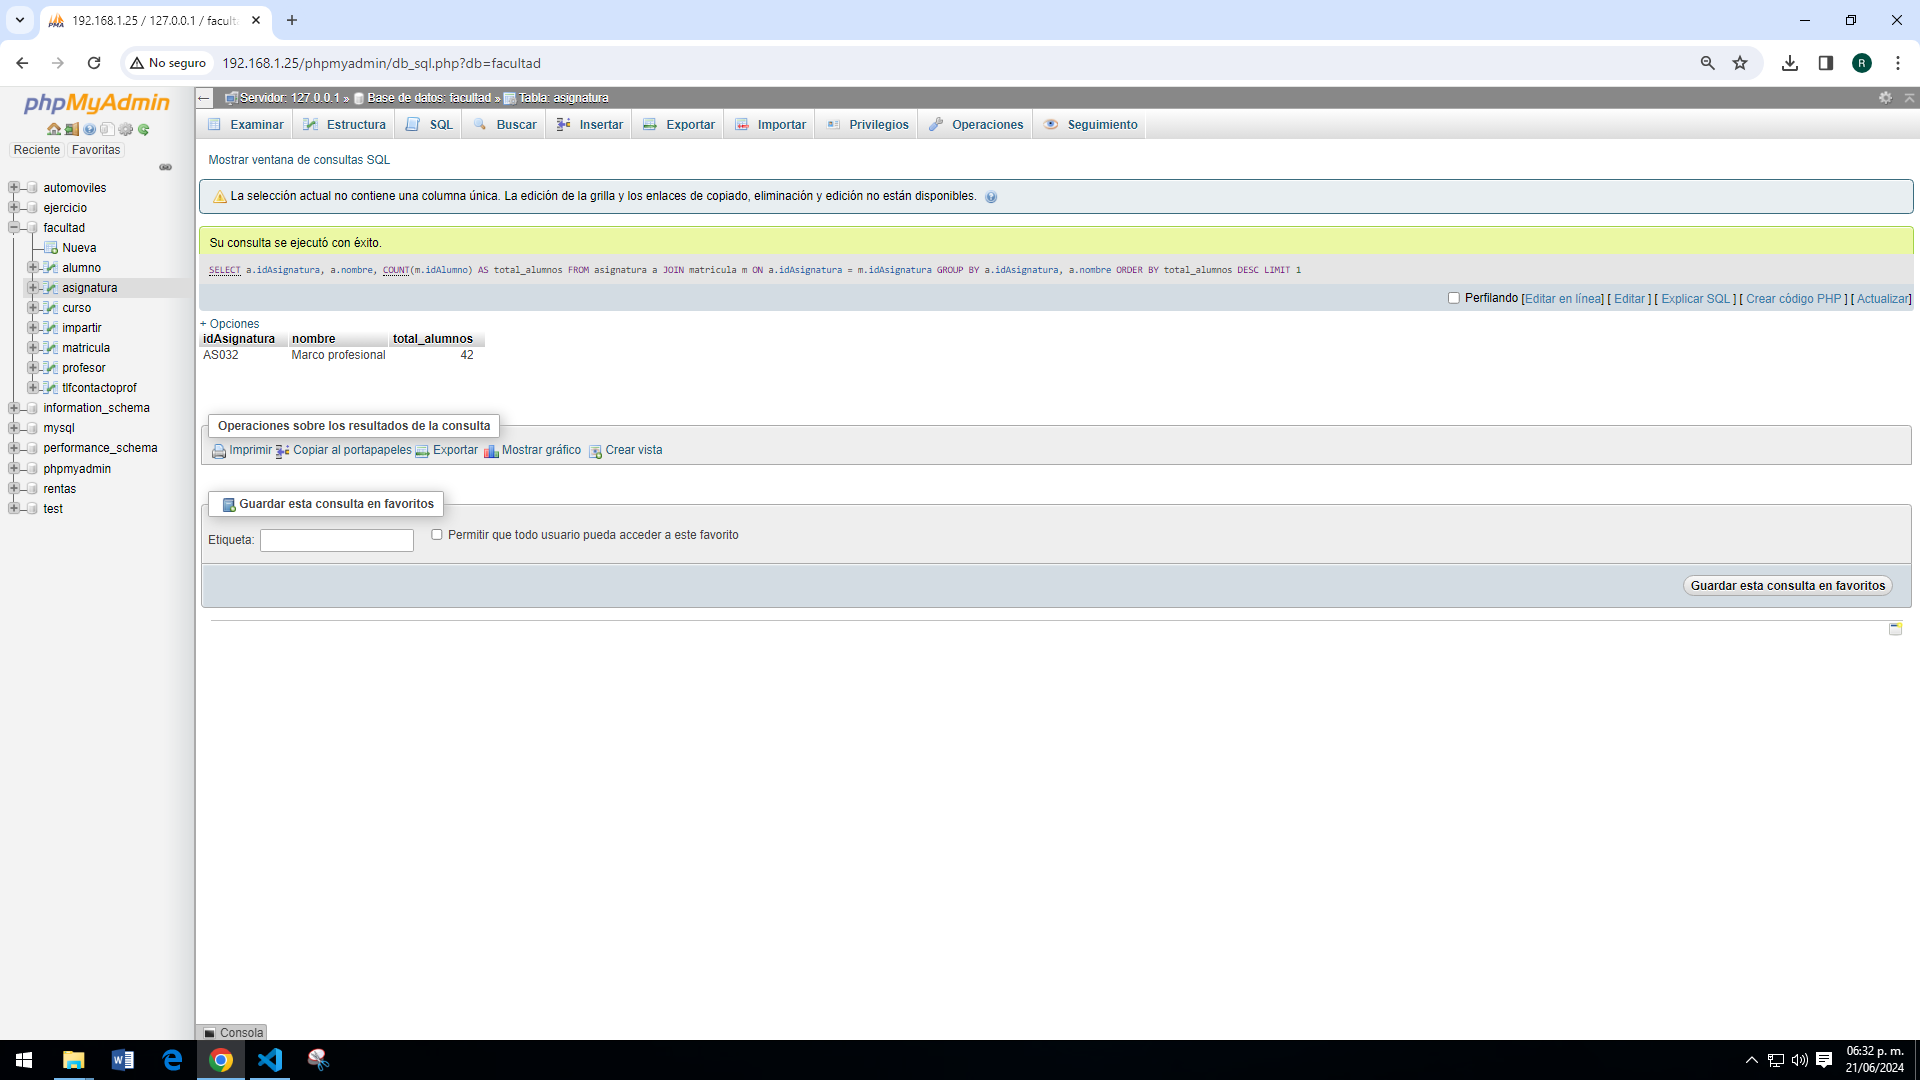 192.168.1.25 / 127.0.0.1 / facult
No seguro
192.168.1.25/phpmyadmin/db_sql.php?db=facultad
R
phpMyAdmin
Reciente
Favoritas
automoviles
ejercicio
facultad
Nueva
alumno
asignatura
curso
impartir
matricula
profesor
tlfcontactoprof
information_schema
mysql
performance_schema
phpmyadmin
rentas
test
Servidor: 127.0.0.1 » Base de datos: facultad » Tabla: asignatura
Examinar
Estructura
SQL
Buscar
Insertar
Exportar
Importar
Privilegios
Operaciones
Seguimiento
Mostrar ventana de consultas SQL
La selección actual no contiene una columna única. La edición de la grilla y los enlaces de copiado, eliminación y edición no están disponibles.
Su consulta se ejecutó con éxito.
SELECT a.idAsignatura, a.nombre, COUNT(m.idAlumno) AS total_alumnos FROM asignatura a JOIN matricula m ON a.idAsignatura = m.idAsignatura GROUP BY a.idAsignatura, a.nombre ORDER BY total_alumnos DESC LIMIT 1
Perfilando [Editar en línea] [ Editar ] [ Explicar SQL ] [ Crear código PHP ] [ Actualizar]
+ Opciones
idAsignatura nombre total_alumnos
AS032 Marco profesional 42
Operaciones sobre los resultados de la consulta
Imprimir Copiar al portapapeles Exportar Mostrar gráfico Crear vista
Guardar esta consulta en favoritos
Etiqueta:
Permitir que todo usuario pueda acceder a este favorito
Guardar esta consulta en favoritos
Consola
06:32 p. m.
21/06/2024